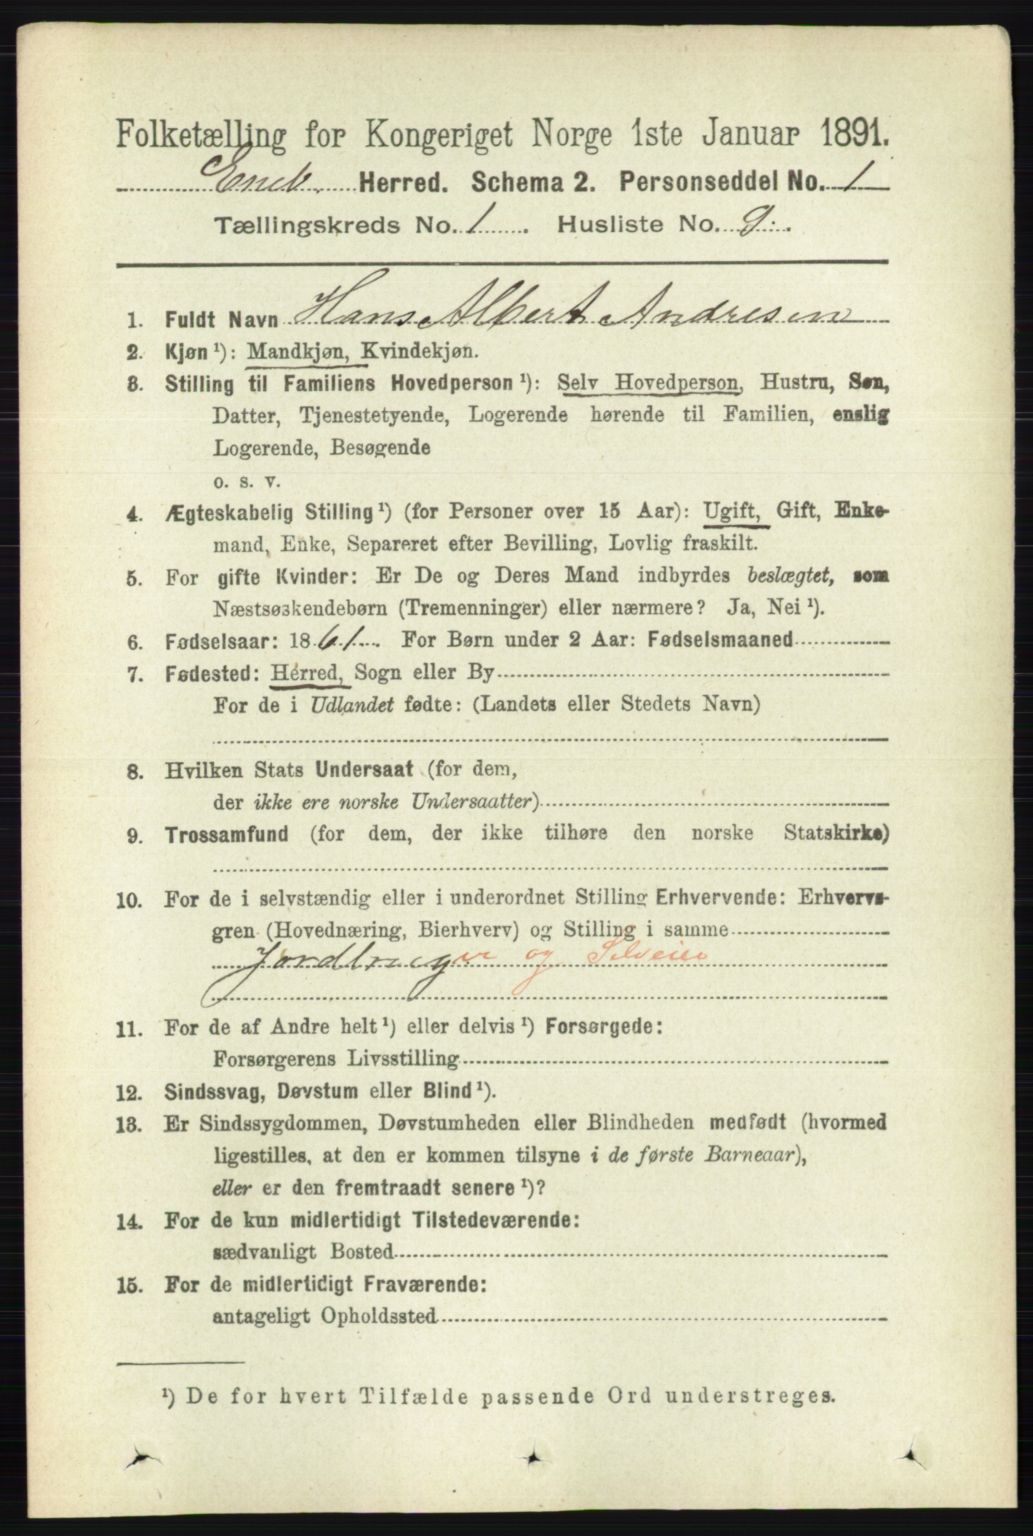 Folketælling for Kongeriget Norge 1ste Januar 1891.
Eneb. Herred. Schema 2. Personseddel No. 1
Tællingskreds No. 1. Husliste No. 9.
1. Fuldt Navn Hans Albert Andresen
2. Kjøn ¹): Mandkjøn, Kvindekjøn.
3. Stilling til Familiens Hovedperson ¹): Selv Hovedperson, Hustru, Søn,
Datter, Tjenestetyende, Logerende hørende til Familien, enslig
Logerende, Besøgende
o. s. v.
4. Ægteskabelig Stilling ¹) (for Personer over 15 Aar): Ugift, Gift, Enke-
mand, Enke, Separeret efter Bevilling, Lovlig fraskilt.
5. For gifte Kvinder: Er De og Deres Mand indbyrdes beslægtet, som
Næstsøskendebørn (Tremenninger) eller nærmere? Ja, Nei ¹).
6. Fødselsaar: 1861. For Børn under 2 Aar: Fødselsmaaned
7. Fødested: Herred, Sogn eller By
For de i Udlandet fødte: (Landets eller Stedets Navn)
8. Hvilken Stats Undersaat (for dem,
der ikke ere norske Undersaatter)
9. Trossamfund (for dem, der ikke tilhøre den norske Statskirke)
10. For de i selvstændig eller i underordnet Stilling Erhvervende: Erhvervs-
gren (Hovednæring, Bierhverv) og Stilling i samme
Jordbruger og Selveier
11. For de af Andre helt ¹) eller delvis ¹) Forsørgede:
Forsørgerens Livsstilling
12. Sindssvag, Døvstum eller Blind ¹).
13. Er Sindssygdommen, Døvstumheden eller Blindheden medfødt (hvormed
ligestilles, at den er kommen tilsyne i de første Barneaar),
eller er den fremtraadt senere ¹)?
14. For de kun midlertidigt Tilstedeværende:
sædvanligt Bosted
15. For de midlertidigt Fraværende:
antageligt Opholdssted
¹) De for hvert Tilfælde passende Ord understreges.